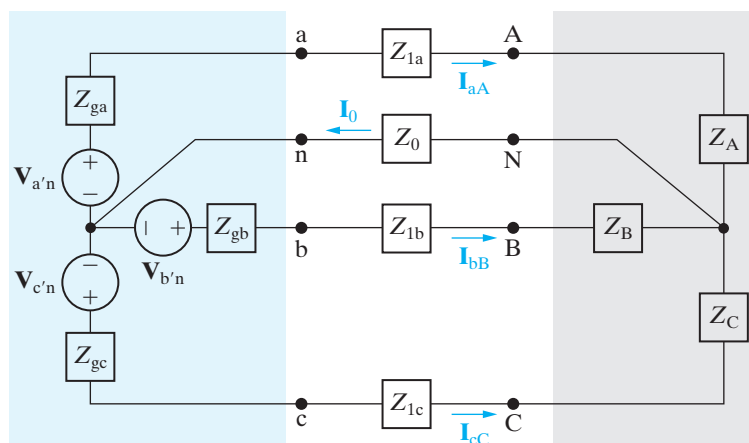 a
Z1a
A
IaA
Zga
I0
n
Z0
N
ZA
+
−
Va′n
− +
Vb′n
Zgb
b
Z1b
IbB
B
ZB
−
+
Vc′n
ZC
Zgc
c
Z1c
IcC
C